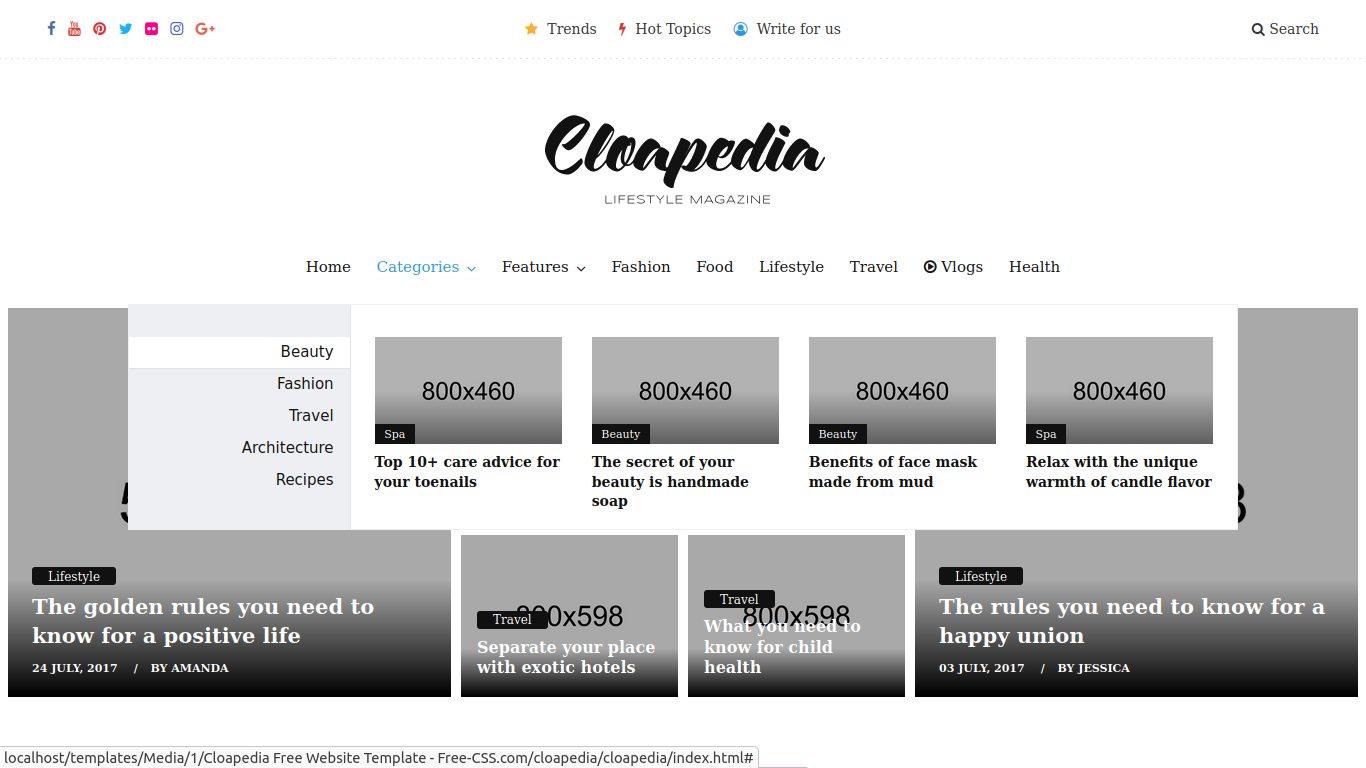 Trends
Hot Topics
Write for us
Search
Cloapedia
LIFESTYLE MAGAZINE
Home
Categories
Features
Fashion
Food
Lifestyle
Travel
Vlogs
Health
Beauty
Fashion
Travel
Architecture
Recipes
800x460
Spa
Top 10+ care advice for
your toenails
800x460
Beauty
The secret of your
beauty is handmade
soap
800x460
Beauty
Benefits of face mask
made from mud
800x460
Spa
Relax with the unique
warmth of candle flavor
Lifestyle
The golden rules you need to
know for a positive life
24 JULY, 2017 / BY AMANDA
Travel
Separate your place
with exotic hotels
800x598
Travel
What you need to
know for child
health
Lifestyle
The rules you need to know for a
happy union
03 JULY, 2017 / BY JESSICA
localhost/templates/Media/1/Cloapedia Free Website Template - Free-CSS.com/cloapedia/cloapedia/index.html#